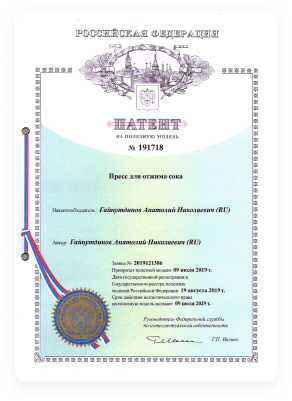 РОССИЙСКАЯ ФЕДЕРАЦИЯ
ПАТЕНТ
НА ПОЛЕЗНУЮ МОДЕЛЬ
№ 191718
Пресс для отжима сока
Патентообладатель: Гайнутдинов Анатолий Николаевич (RU)
Автор: Гайнутдинов Анатолий Николаевич (RU)
Заявка № 2019121386
Приоритет полезной модели 09 июля 2019 г.
Дата государственной регистрации в
Государственном реестре полезных
моделей Российской Федерации 19 августа 2019 г.
Срок действия исключительного права
на полезную модель истекает 09 июля 2029 г.
Руководитель Федеральной службы
по интеллектуальной собственности
Г.П. Ивлиев